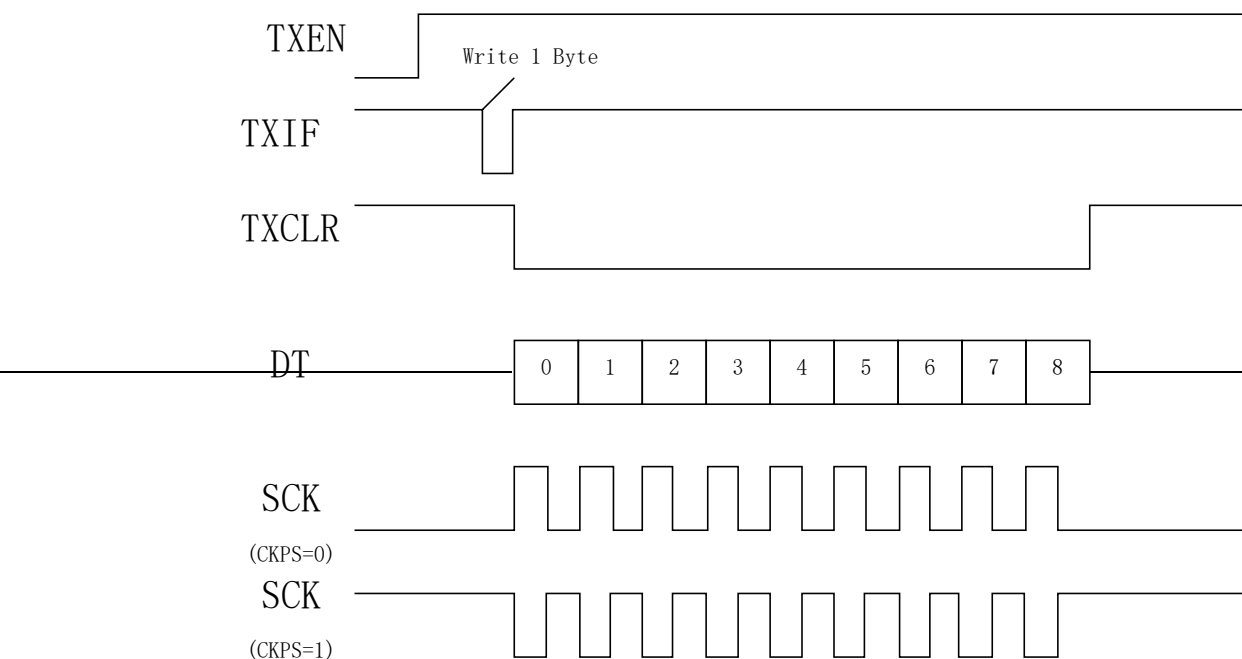 TXEN
Write 1 Byte
TXIF
TXCLR
DT 0 1 2 3 4 5 6 7 8
SCK
(CKPS=0)
SCK
(CKPS=1)